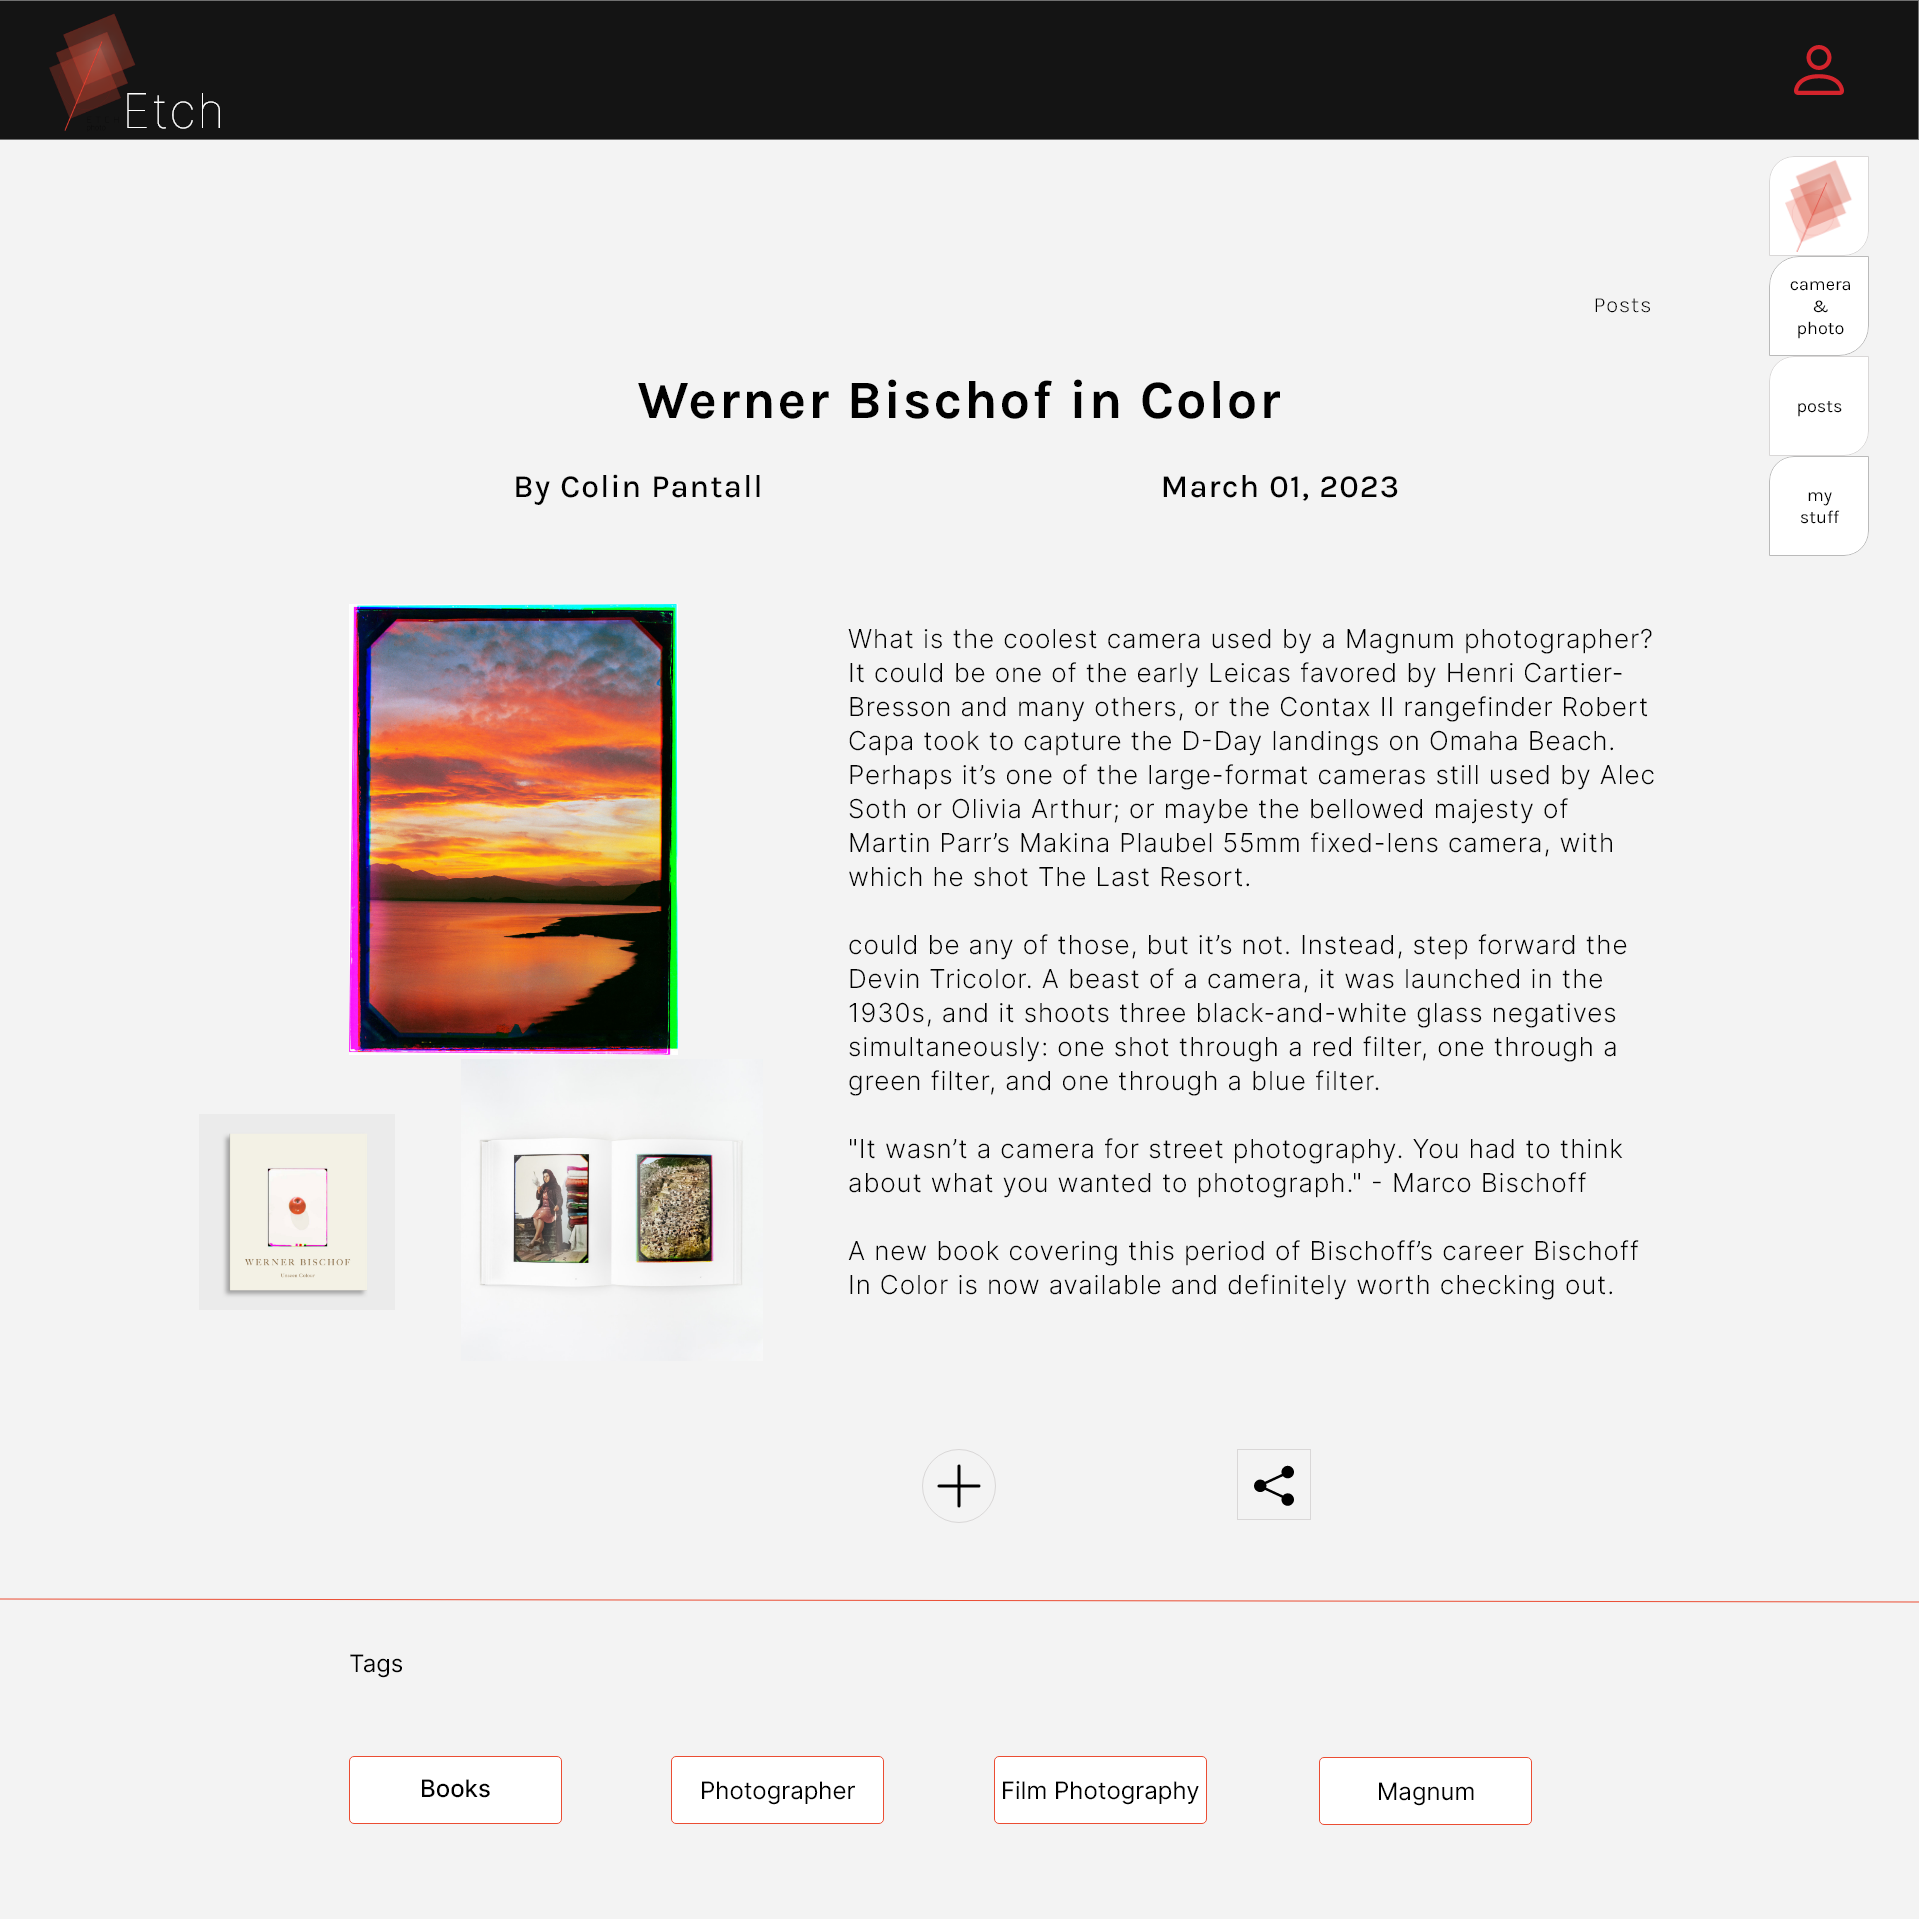 Etch
camera
&
photo
posts
my
stuff
Posts
Werner Bischof in Color
By Colin Pantall
March 01, 2023
What is the coolest camera used by a Magnum photographer?
It could be one of the early Leicas favored by Henri Cartier-
Bresson and many others, or the Contax II rangefinder Robert
Capa took to capture the D-Day landings on Omaha Beach.
Perhaps it’s one of the large-format cameras still used by Alec
Soth or Olivia Arthur; or maybe the bellowed majesty of
Martin Parr’s Makina Plaubel 55mm fixed-lens camera, with
which he shot The Last Resort.
could be any of those, but it’s not. Instead, step forward the
Devin Tricolor. A beast of a camera, it was launched in the
1930s, and it shoots three black-and-white glass negatives
simultaneously: one shot through a red filter, one through a
green filter, and one through a blue filter.
"It wasn’t a camera for street photography. You had to think
about what you wanted to photograph." - Marco Bischoff
A new book covering this period of Bischoff’s career Bischoff
In Color is now available and definitely worth checking out.
WERNER BISCHOF
Unseen Colour
Tags
Books
Photographer
Film Photography
Magnum